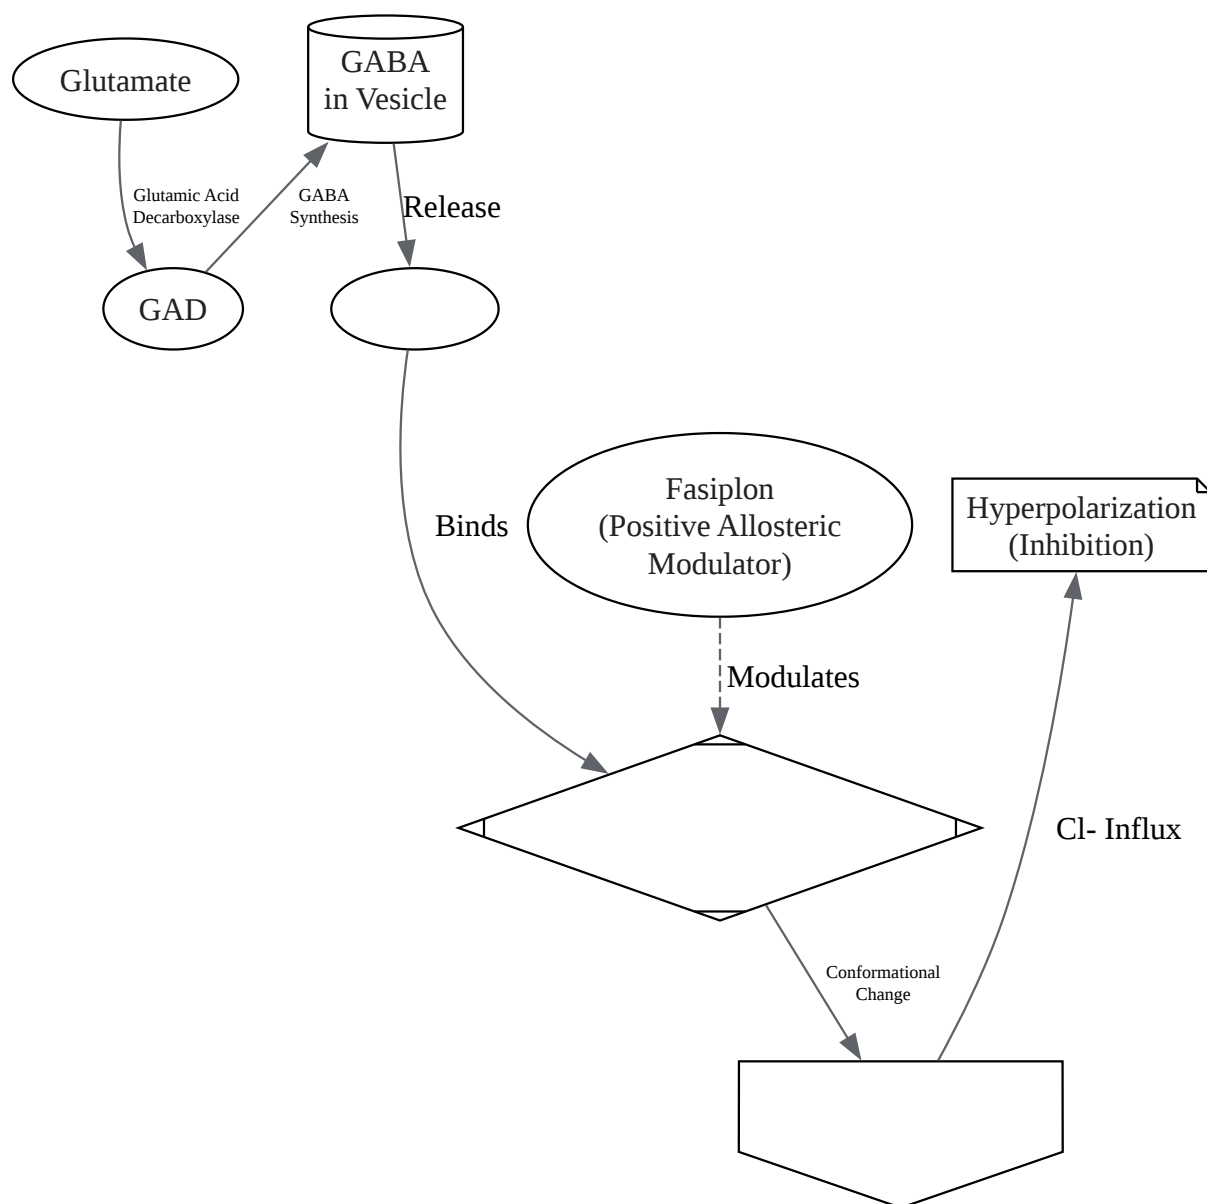 Glutamate
GABA
in Vesicle
Glutamic Acid
Decarboxylase
GABA
Synthesis
Release
GAD
Binds
Fasiplon
(Positive Allosteric
Modulator)
Hyperpolarization
(Inhibition)
Modulates
Cl- Influx
Conformational
Change